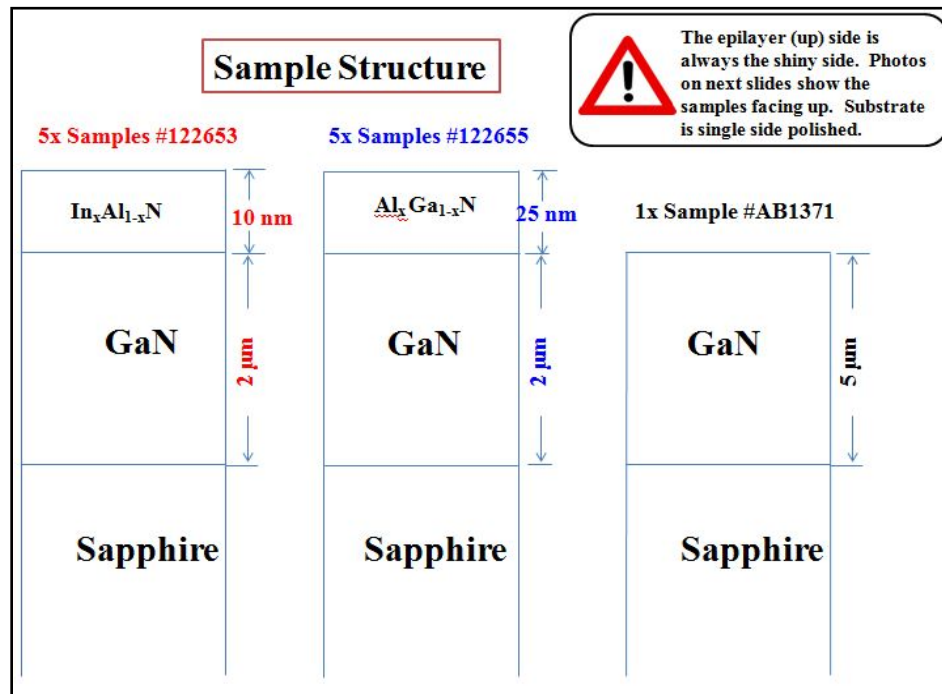 Sample Structure
The epilayer (up) side is
always the shiny side. Photos
on next slides show the
samples facing up. Substrate
is single side polished.
5x Samples #122653
5x Samples #122655
1x Sample #AB1371
InₓAl₁₋ₓN
10 nm
GaN
2 μm
Sapphire
AlₓGa₁₋ₓN
25 nm
GaN
2 μm
Sapphire
GaN
5 μm
Sapphire